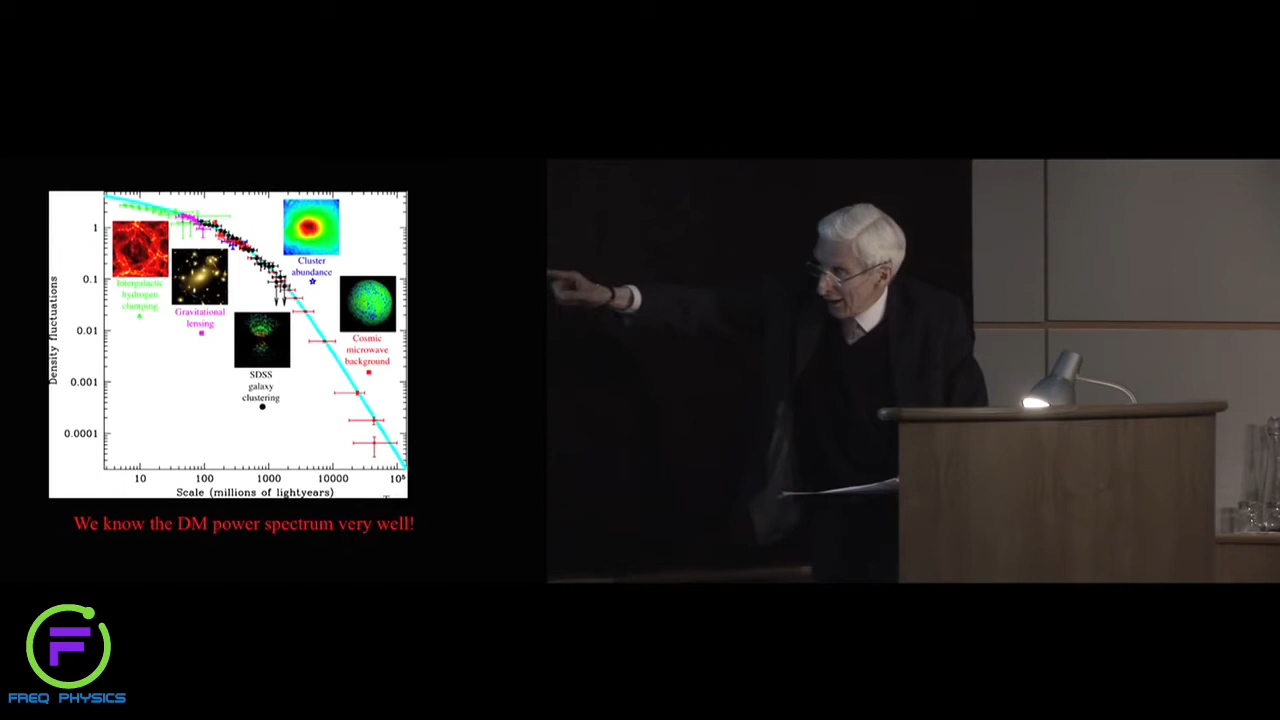 1
0.1
0.01
0.001
0.0001
Density fluctuations
Intergalactic
hydrogen
clumping
Gravitational
lensing
SDSS
galaxy
clustering
Cluster
abundance
Cosmic
microwave
background
10
100
1000
10000
10⁵
Scale (millions of lightyears)
We know the DM power spectrum very well!
F
FREQ PHYSICS